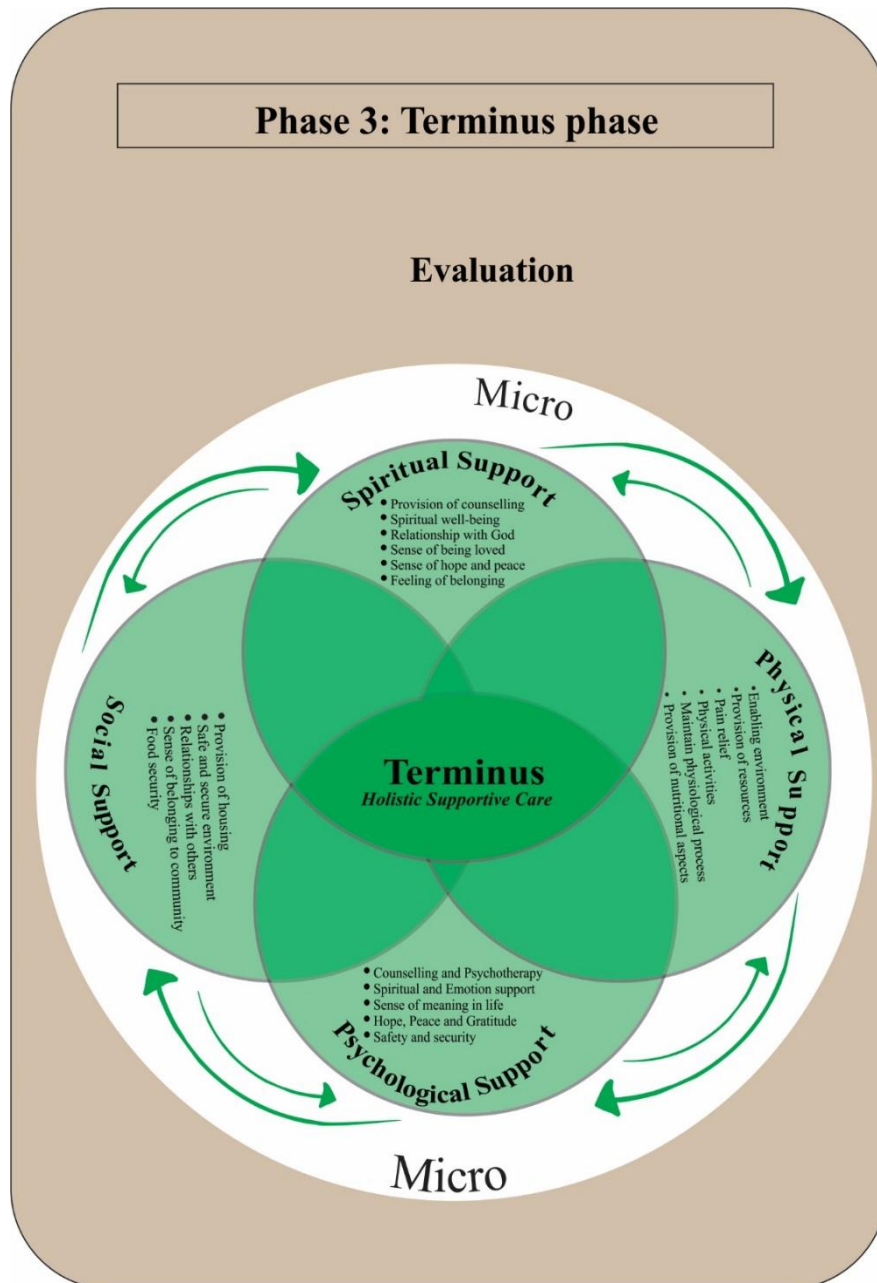 Phase 3: Terminus phase
Evaluation
Micro
Spiritual Support
• Provision of counselling
• Spiritual well-being
• Relationship with God
• Sense of being loved
• Sense of hope and peace
• Feeling of belonging
Physical Support
• Enabling environment
• Provision of resources
• Pain relief
• Physical activities
• Maintain physiological process
• Provision of nutritional aspects
Social Support
• Provision of housing
• Safe and secure environment
• Relationships with others
• Sense of belonging to community
• Food security
Terminus
Holistic Supportive Care
• Counselling and Psychotherapy
• Spiritual and Emotion support
• Sense of meaning in life
• Hope, Peace and Gratitude
• Safety and security
Psychological Support
Micro